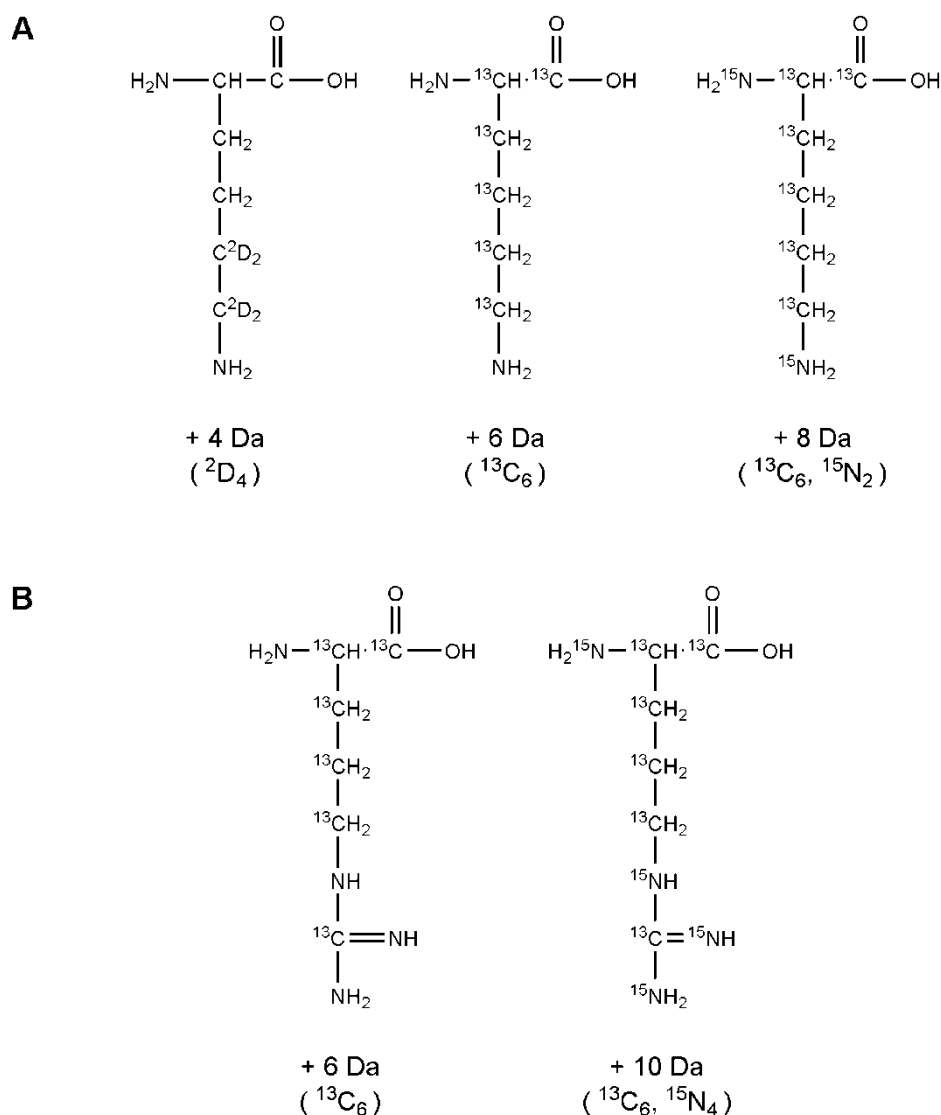 A
O O O
H₂N CH C OH H₂N ¹³CH ¹³C OH H₂¹⁵N ¹³CH ¹³C OH
CH₂ ¹³CH₂ ¹³CH₂
CH₂ ¹³CH₂ ¹³CH₂
C²D₂ ¹³CH₂ ¹³CH₂
C²D₂ ¹³CH₂ ¹³CH₂
NH₂ NH₂ ¹⁵NH₂
+ 4 Da + 6 Da + 8 Da
( ²D₄ ) ( ¹³C₆ ) ( ¹³C₆, ¹⁵N₂ )
B
O O
H₂N ¹³CH ¹³C OH H₂¹⁵N ¹³CH ¹³C OH
¹³CH₂ ¹³CH₂
¹³CH₂ ¹³CH₂
¹³CH₂ ¹³CH₂
NH ¹⁵NH
¹³C NH ¹³C ¹⁵NH
NH₂ ¹⁵NH₂
+ 6 Da + 10 Da
( ¹³C₆ ) ( ¹³C₆, ¹⁵N₄ )